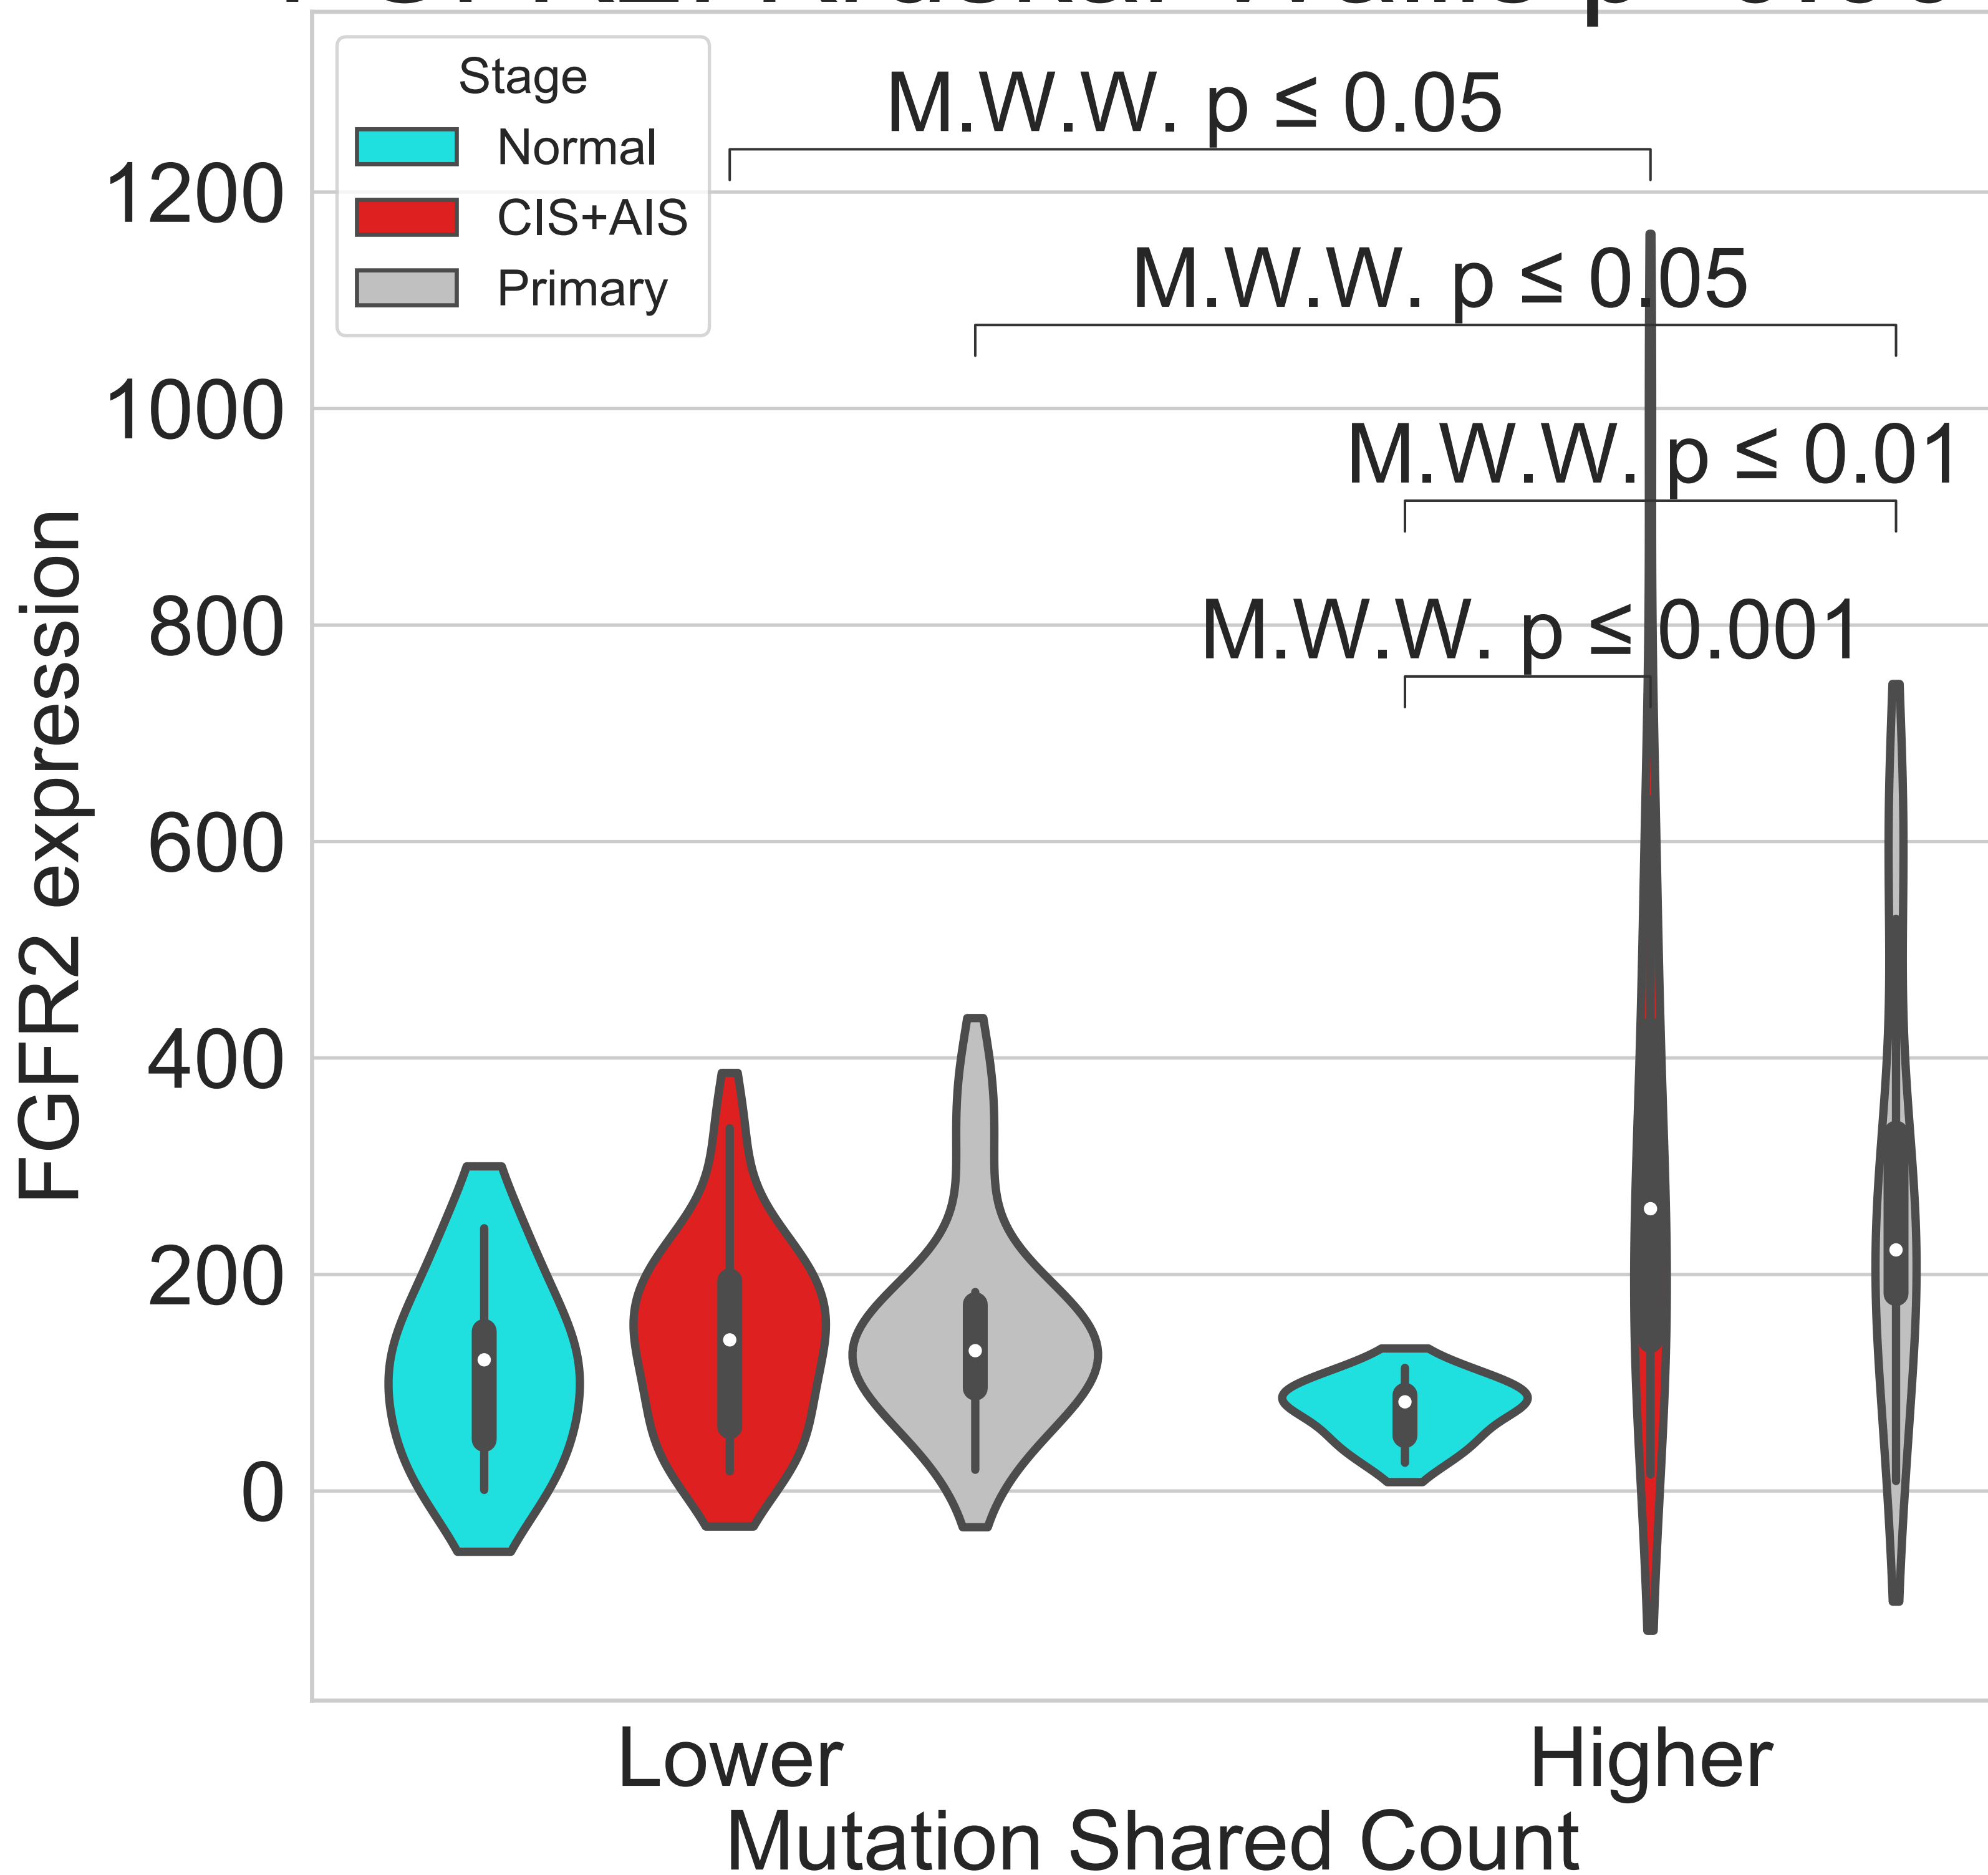 Stage
Normal
CIS+AIS
Primary
M.W.W. p ≤ 0.05
M.W.W. p ≤ 0.05
M.W.W. p ≤ 0.01
M.W.W. p ≤ 0.001
1200
1000
800
600
400
200
0
FGFR2 expression
Lower
Higher
Mutation Shared Count